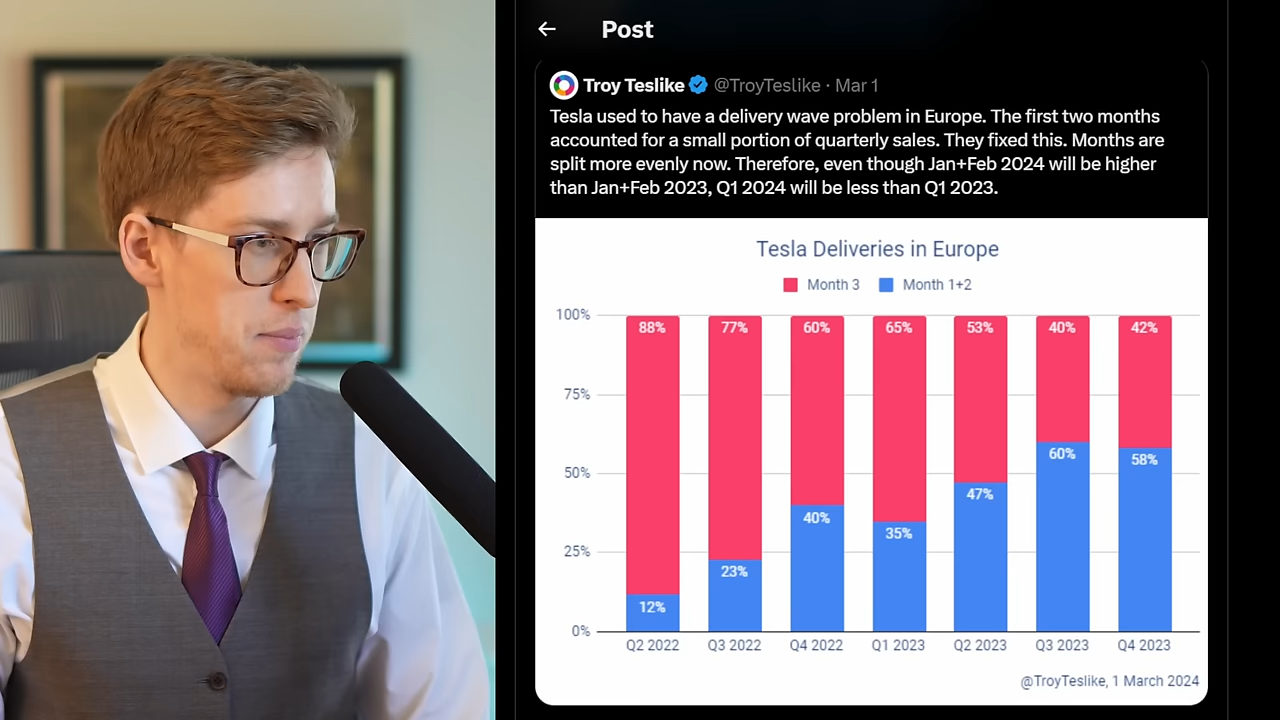 Post
Troy Teslike @TroyTeslike · Mar 1
Tesla used to have a delivery wave problem in Europe. The first two months
accounted for a small portion of quarterly sales. They fixed this. Months are
split more evenly now. Therefore, even though Jan+Feb 2024 will be higher
than Jan+Feb 2023, Q1 2024 will be less than Q1 2023.
Tesla Deliveries in Europe
Month 3 Month 1+2
100%
88% 77% 60% 65% 53% 40% 42%
75%
60% 58%
50%
47%
40%
35%
25%
23%
12%
0%
Q2 2022 Q3 2022 Q4 2022 Q1 2023 Q2 2023 Q3 2023 Q4 2023
@TroyTeslike, 1 March 2024